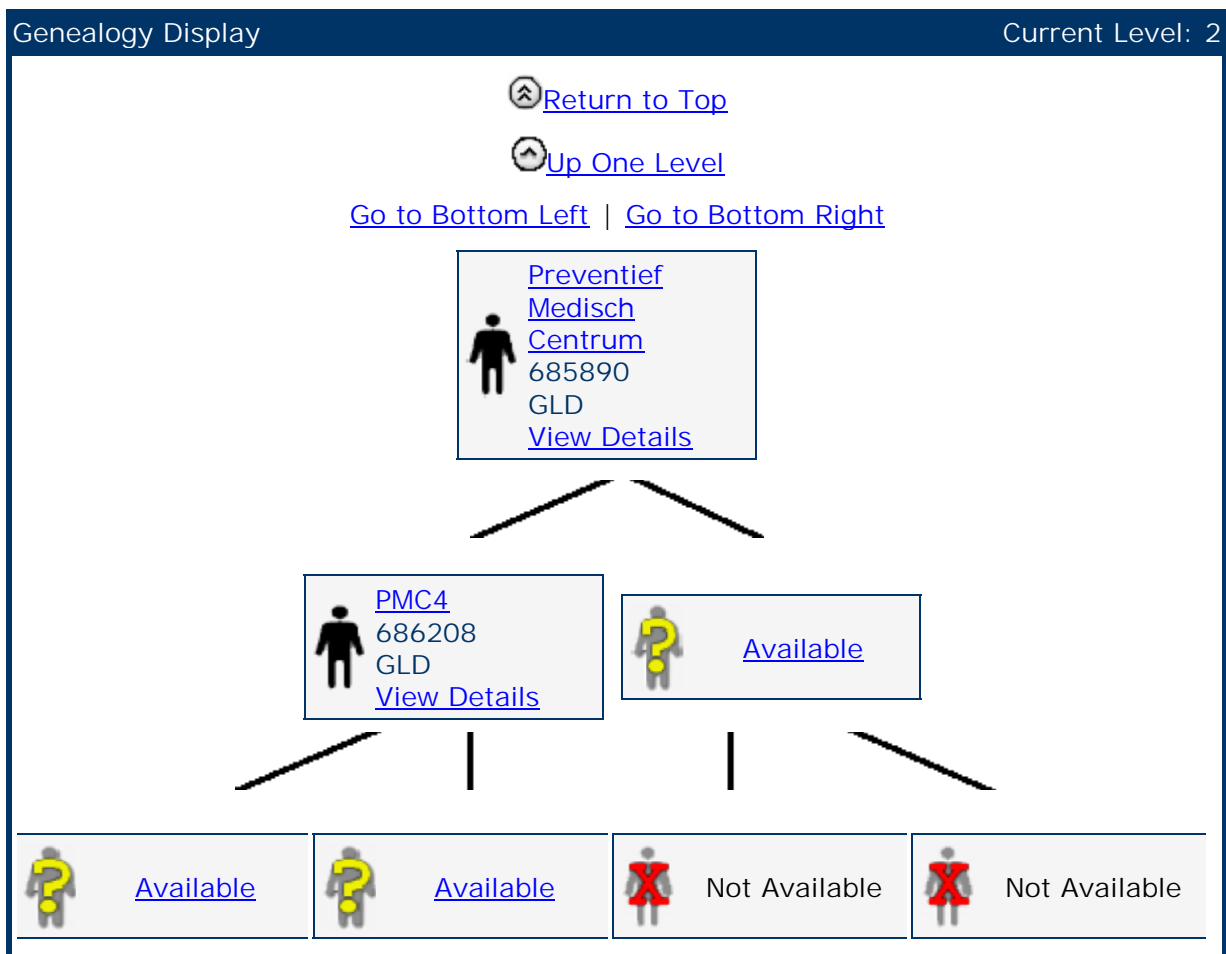 Genealogy Display Current Level: 2
Return to Top
Up One Level
Go to Bottom Left | Go to Bottom Right
Preventief
Medisch
Centrum
685890
GLD
View Details
PMC4
686208
GLD
View Details
? Available
? Available
? Available
X Not Available
X Not Available